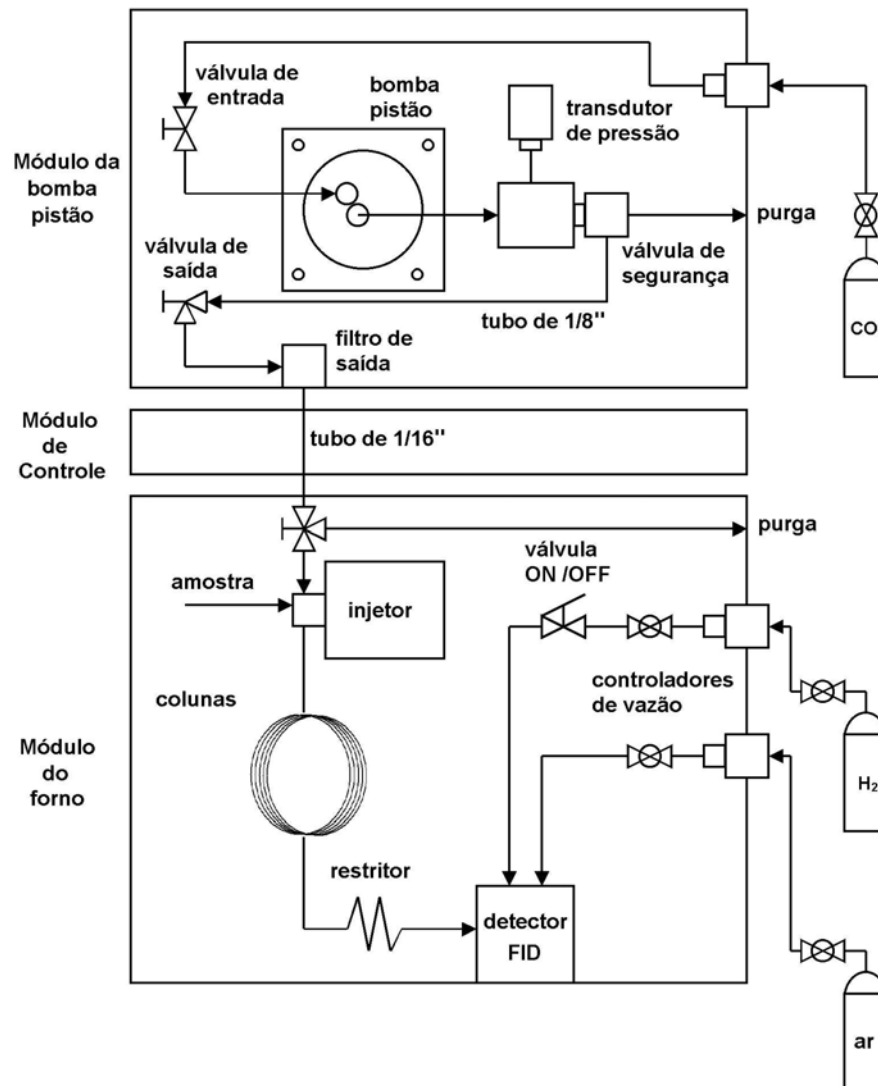 válvula de
entrada
bomba
pistão
transdutor
de pressão
Módulo da
bomba
pistão
purga
válvula de
saída
válvula de
segurança
tubo de 1/8"
CO
filtro de
saída
Módulo
de
Controle
tubo de 1/16"
purga
válvula
ON /OFF
amostra
injetor
colunas
controladores
de vazão
Módulo
do
forno
H₂
restritor
detector
FID
ar